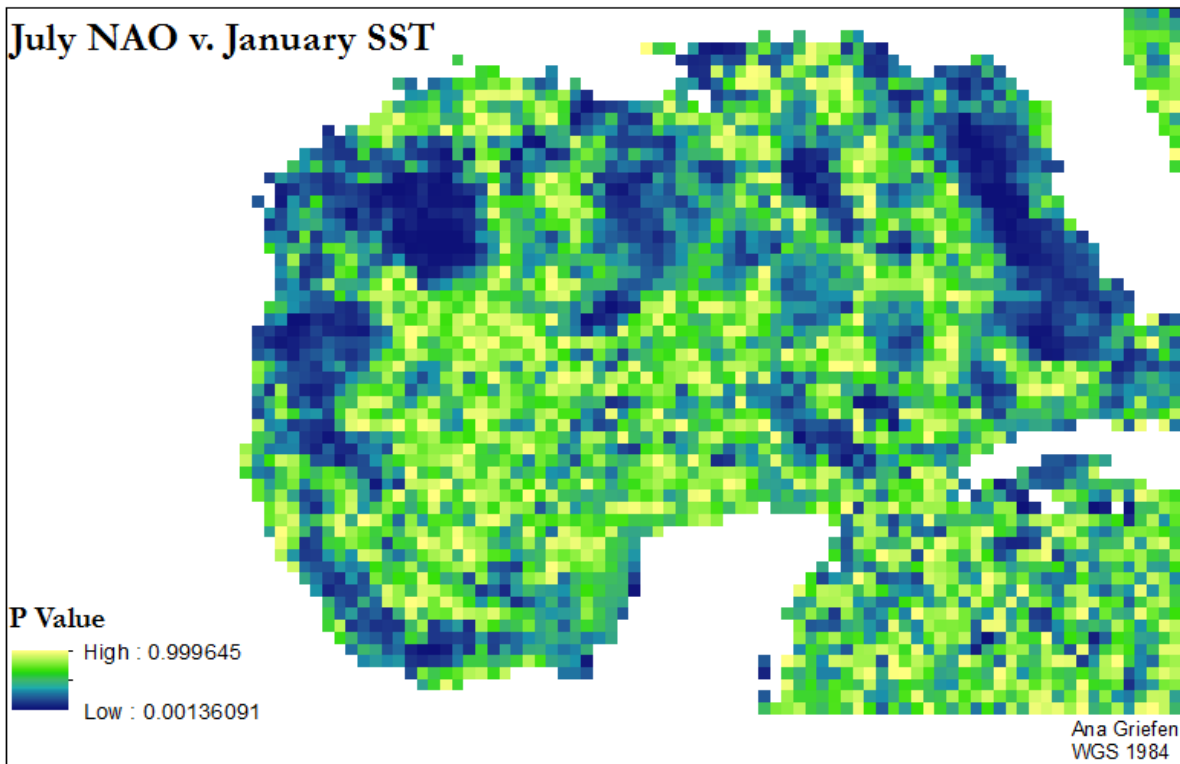 July NAO v. January SST
P Value
High : 0.999645
Low : 0.00136091
Ana Griefen
WGS 1984